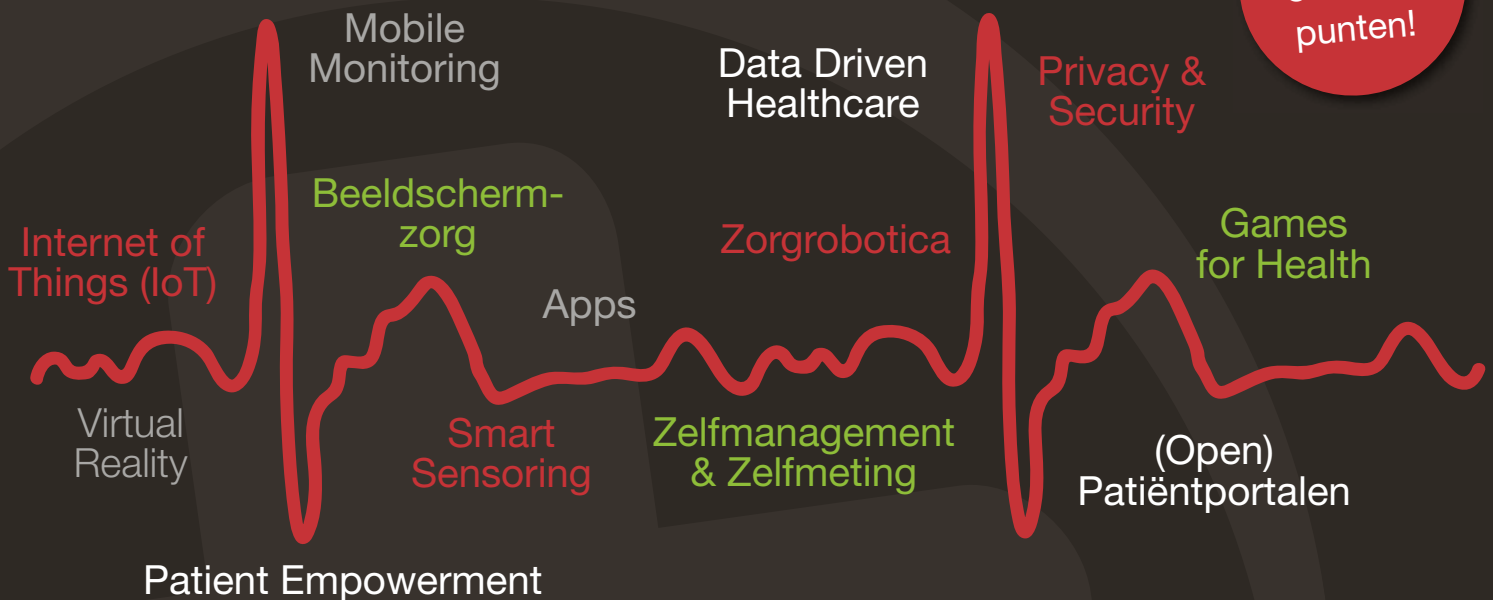 Mobile
Monitoring
Data Driven
Healthcare
Privacy &
Security
punten!
Beeldscherm-
zorg
Internet of
Things (IoT)
Zorgrobotica
Games
for Health
Apps
Virtual
Reality
Smart
Sensoring
Zelfmanagement
& Zelfmeting
(Open)
Patiëntportalen
Patient Empowerment